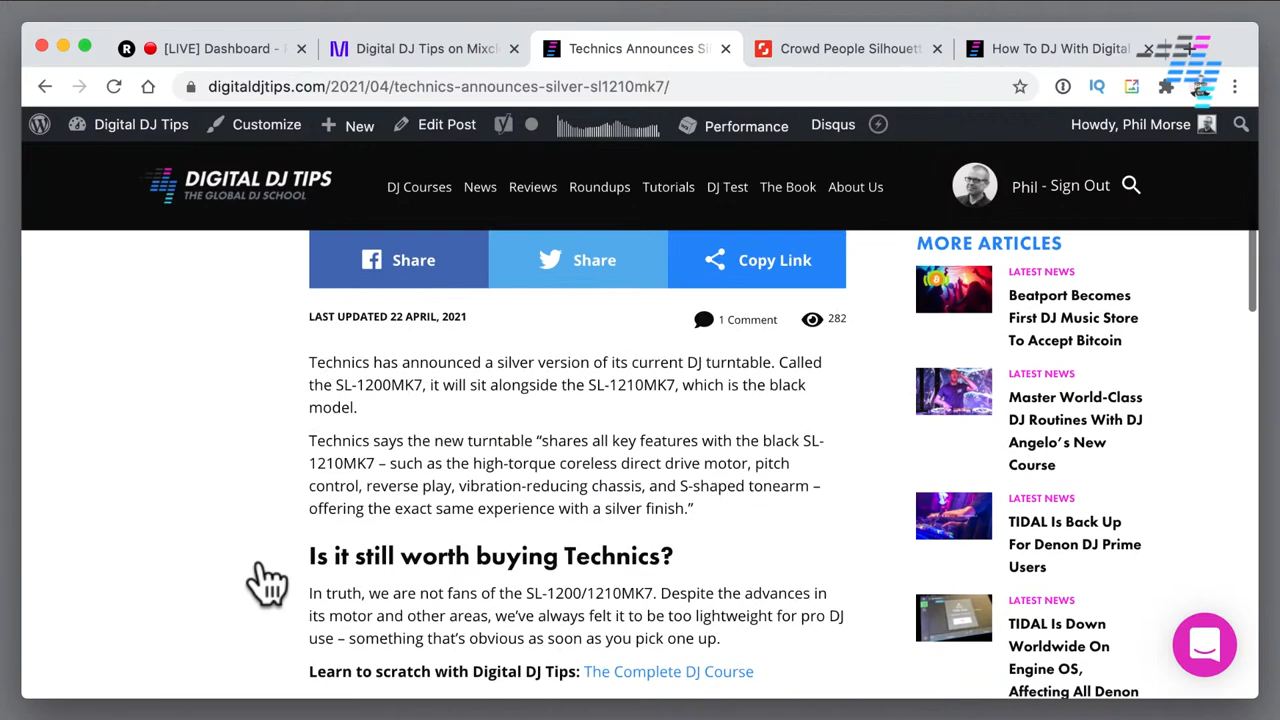 [LIVE] Dashboard
Digital DJ Tips on Mixcl
Technics Announces Sil
Crowd People Silhouett
How To DJ With Digital
digitaldjtips.com/2021/04/technics-announces-silver-sl1210mk7/
Digital DJ Tips
Customize
New
Edit Post
Performance
Disqus
Howdy, Phil Morse
DIGITAL DJ TIPS
THE GLOBAL DJ SCHOOL
DJ Courses
News
Reviews
Roundups
Tutorials
DJ Test
The Book
About Us
Phil - Sign Out
Share
Share
Copy Link
LAST UPDATED 22 APRIL, 2021
1 Comment
282
Technics has announced a silver version of its current DJ turntable. Called
the SL-1200MK7, it will sit alongside the SL-1210MK7, which is the black
model.
Technics says the new turntable “shares all key features with the black SL-
1210MK7 – such as the high-torque coreless direct drive motor, pitch
control, reverse play, vibration-reducing chassis, and S-shaped tonearm –
offering the exact same experience with a silver finish.”
Is it still worth buying Technics?
In truth, we are not fans of the SL-1200/1210MK7. Despite the advances in
its motor and other areas, we’ve always felt it to be too lightweight for pro DJ
use – something that’s obvious as soon as you pick one up.
Learn to scratch with Digital DJ Tips: The Complete DJ Course
MORE ARTICLES
LATEST NEWS
Beatport Becomes
First DJ Music Store
To Accept Bitcoin
LATEST NEWS
Master World-Class
DJ Routines With DJ
Angelo’s New
Course
LATEST NEWS
TIDAL Is Back Up
For Denon DJ Prime
Users
LATEST NEWS
TIDAL Is Down
Worldwide On
Engine OS,
Affecting All Denon